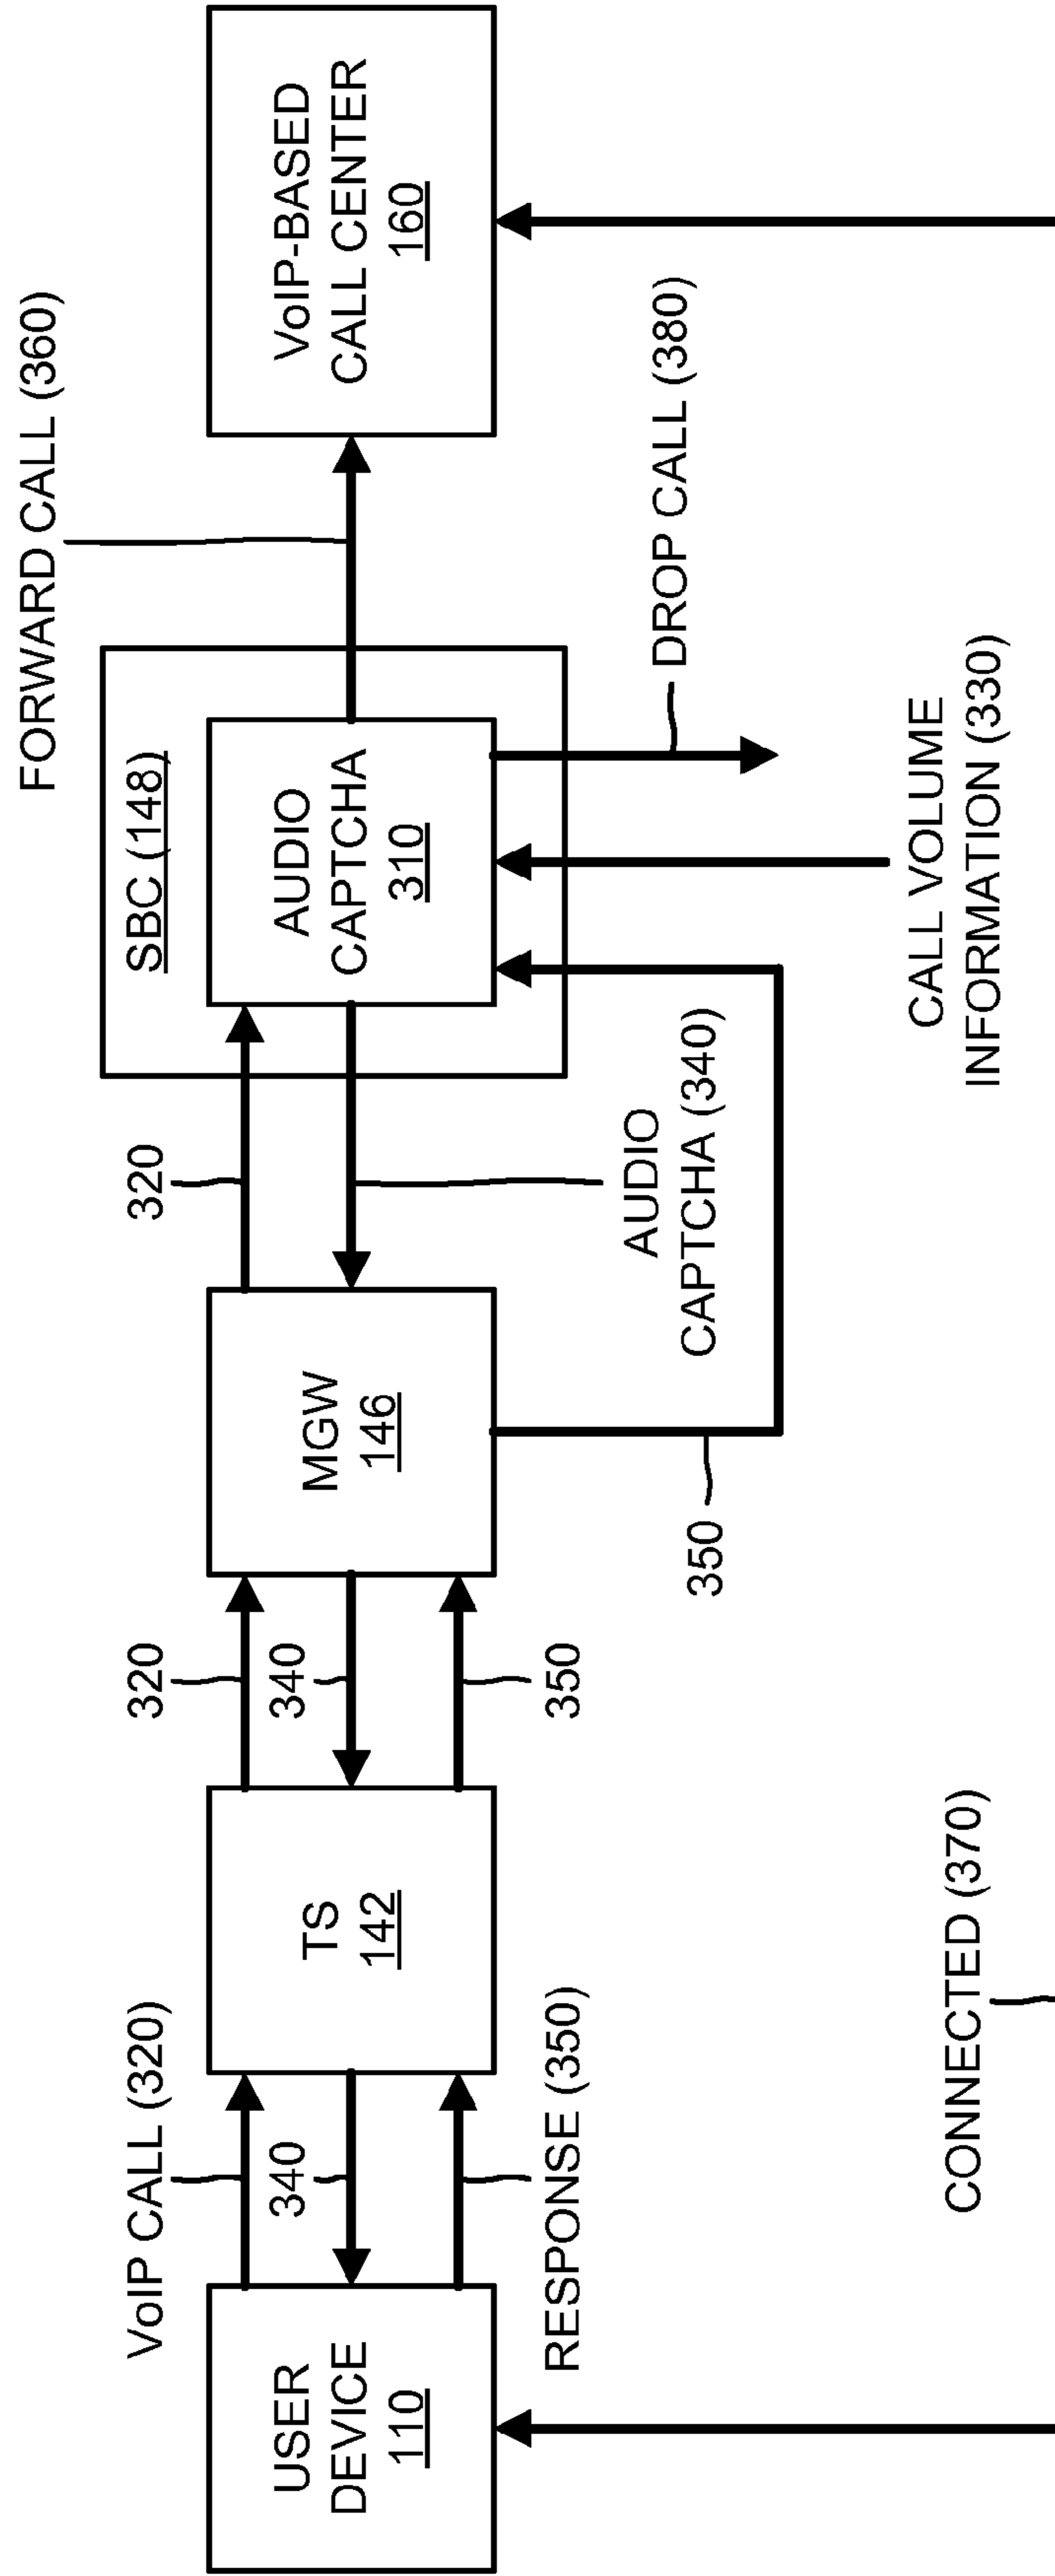 FORWARD CALL (360)
VoIP CALL (320)
320
320
SBC (148)
USER
DEVICE
110
340
TS
142
340
MGW
146
AUDIO
CAPTCHA
310
VoIP-BASED
CALL CENTER
160
RESPONSE (350)
350
350
AUDIO
CAPTCHA (340)
DROP CALL (380)
CONNECTED (370)
CALL VOLUME
INFORMATION (330)